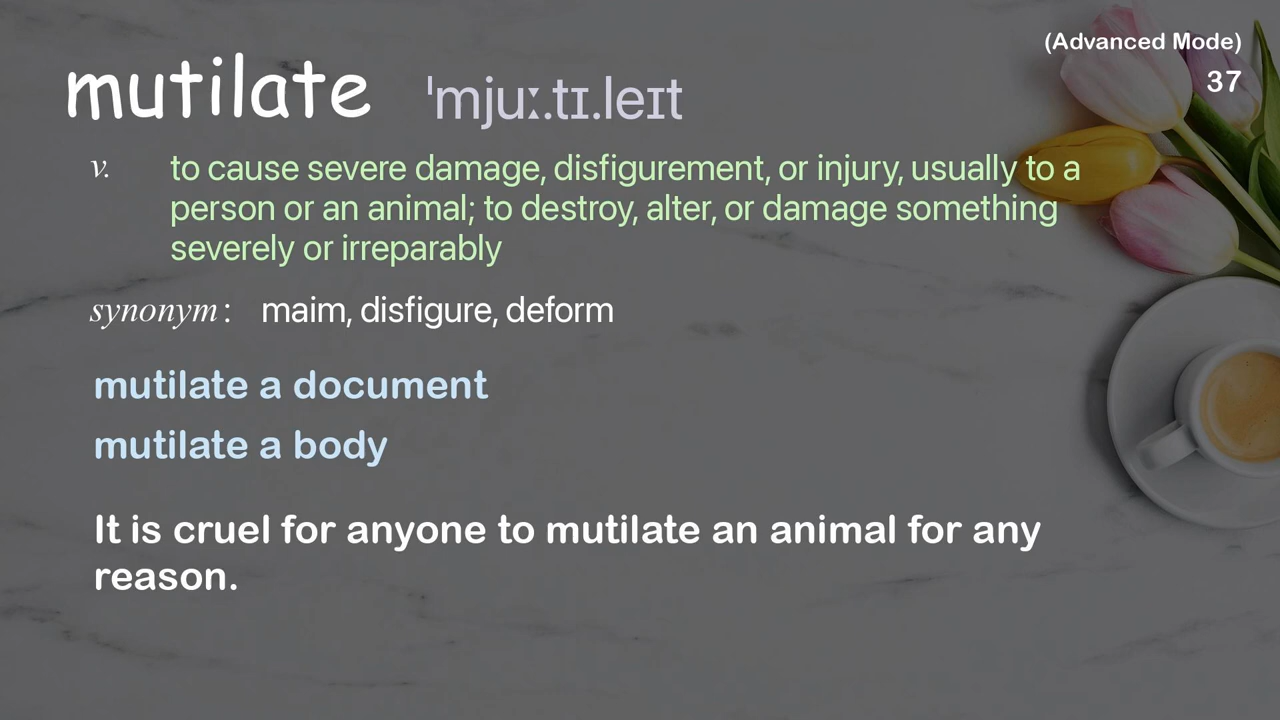 (Advanced Mode)
37
mutilate ˈmjuː.tɪ.leɪt
v. to cause severe damage, disfigurement, or injury, usually to a
person or an animal; to destroy, alter, or damage something
severely or irreparably
synonym: maim, disfigure, deform
mutilate a document
mutilate a body
It is cruel for anyone to mutilate an animal for any
reason.